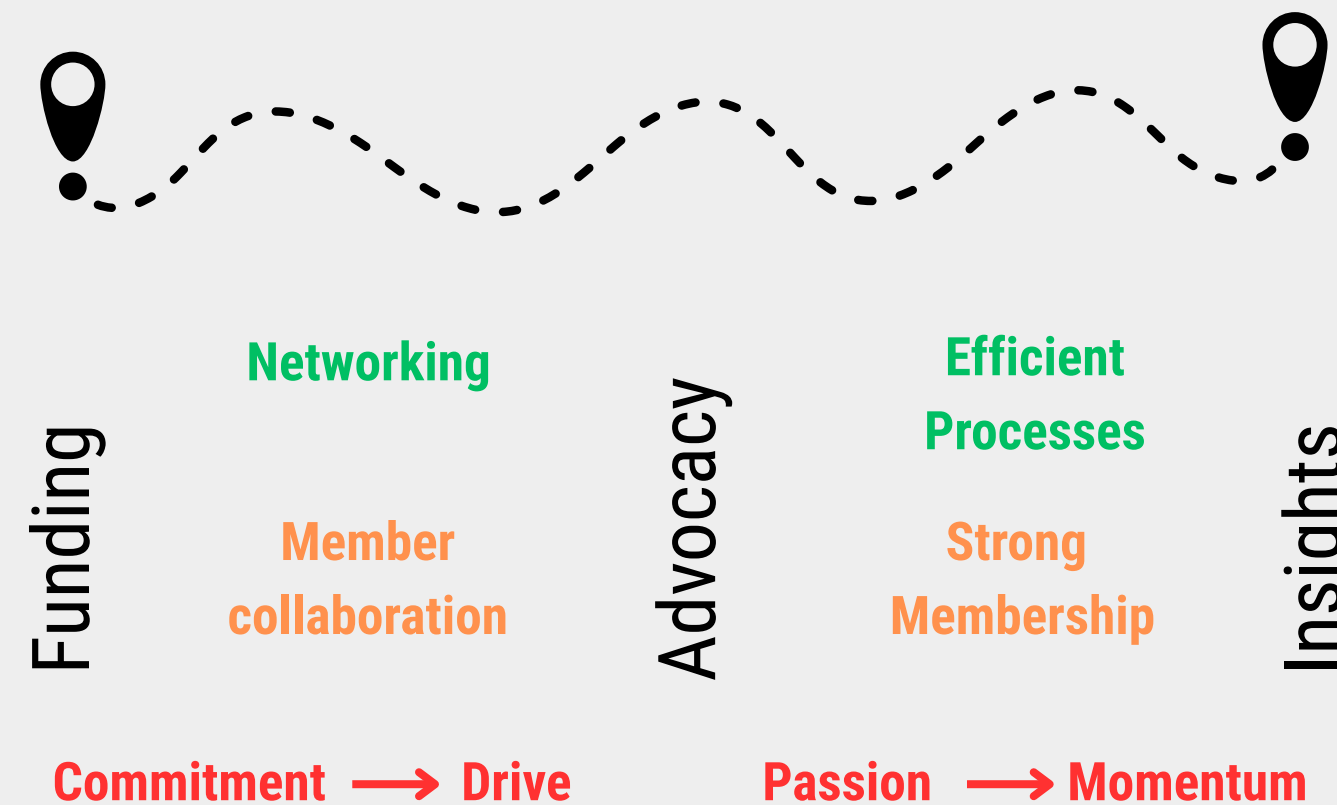 Networking
Efficient
Processes
Funding
Advocacy
Insights
Member
collaboration
Strong
Membership
Commitment → Drive
Passion → Momentum